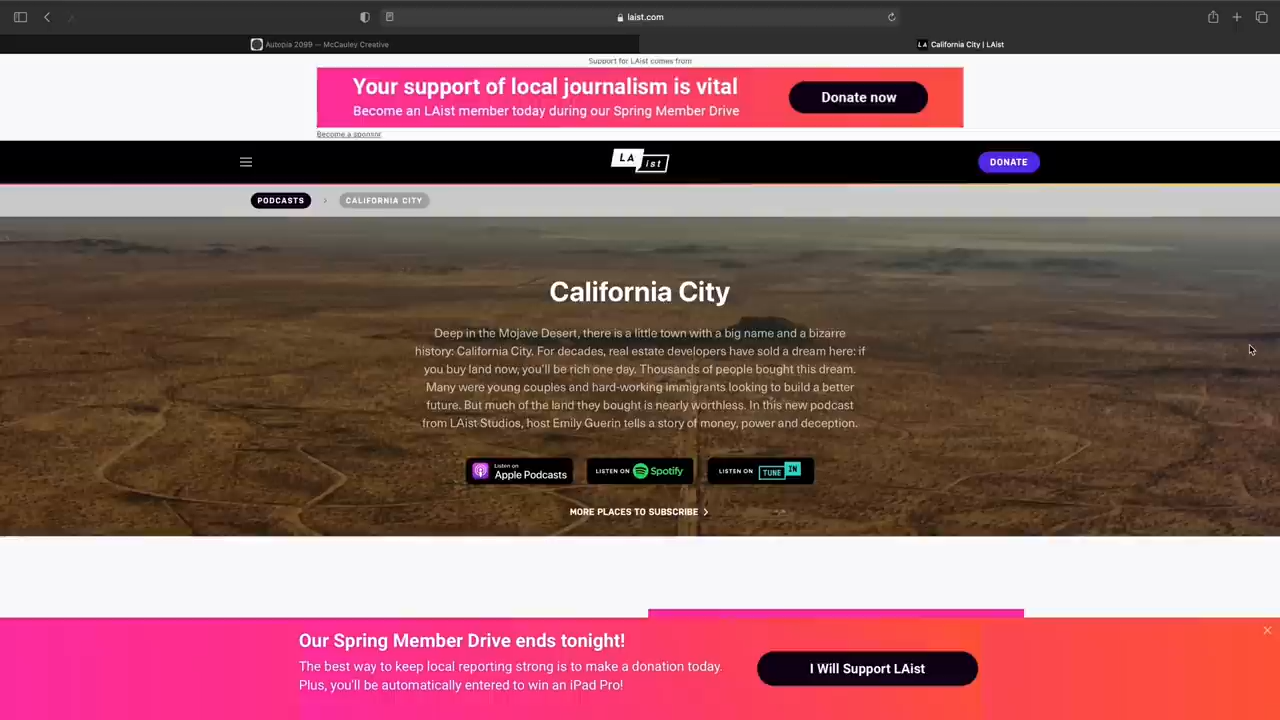 laist.com
Autopia 2099 — McCauley Creative
LA California City | LAist
Support for LAist comes from
Your support of local journalism is vital
Become an LAist member today during our Spring Member Drive
Donate now
Become a sponsor
LA ist
DONATE
PODCASTS > CALIFORNIA CITY
California City
Deep in the Mojave Desert, there is a little town with a big name and a bizarre
history: California City. For decades, real estate developers have sold a dream here: if
you buy land now, you'll be rich one day. Thousands of people bought this dream.
Many were young couples and hard-working immigrants looking to build a better
future. But much of the land they bought is nearly worthless. In this new podcast
from LAist Studios, host Emily Guerin tells a story of money, power and deception.
Listen on
Apple Podcasts
LISTEN ON Spotify
LISTEN ON TUNE IN
MORE PLACES TO SUBSCRIBE >
Our Spring Member Drive ends tonight!
The best way to keep local reporting strong is to make a donation today.
Plus, you'll be automatically entered to win an iPad Pro!
I Will Support LAist